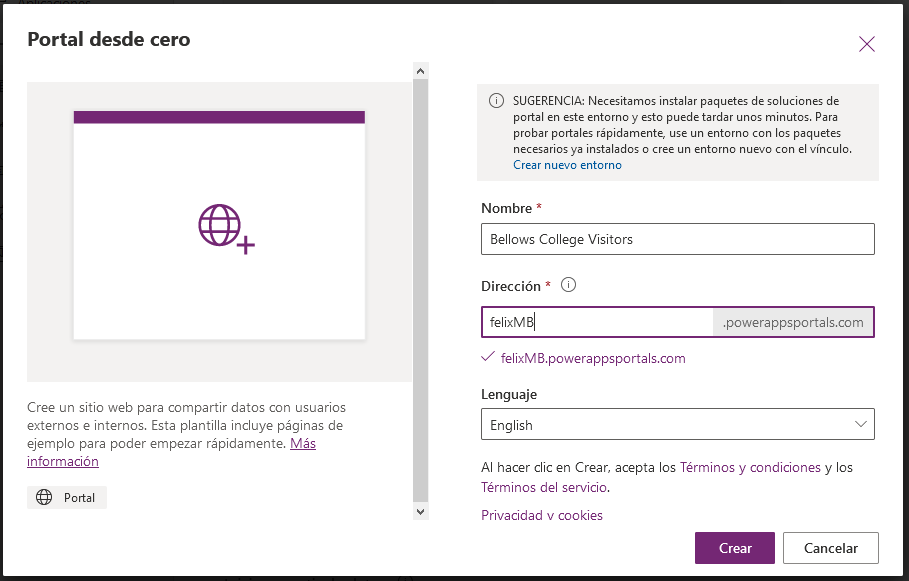 Aplicaciones
Portal desde cero
Cree un sitio web para compartir datos con usuarios
externos e internos. Esta plantilla incluye páginas de
ejemplo para poder empezar rápidamente. Más
información
Portal
SUGERENCIA: Necesitamos instalar paquetes de soluciones de
portal en este entorno y esto puede tardar unos minutos. Para
probar portales rápidamente, use un entorno con los paquetes
necesarios ya instalados o cree un entorno nuevo con el vínculo.
Crear nuevo entorno
Nombre *
Bellows College Visitors
Dirección *
felixMB .powerappsportals.com
felixMB.powerappsportals.com
Lenguaje
English
Al hacer clic en Crear, acepta los Términos y condiciones y los
Términos del servicio.
Privacidad y cookies
Crear Cancelar